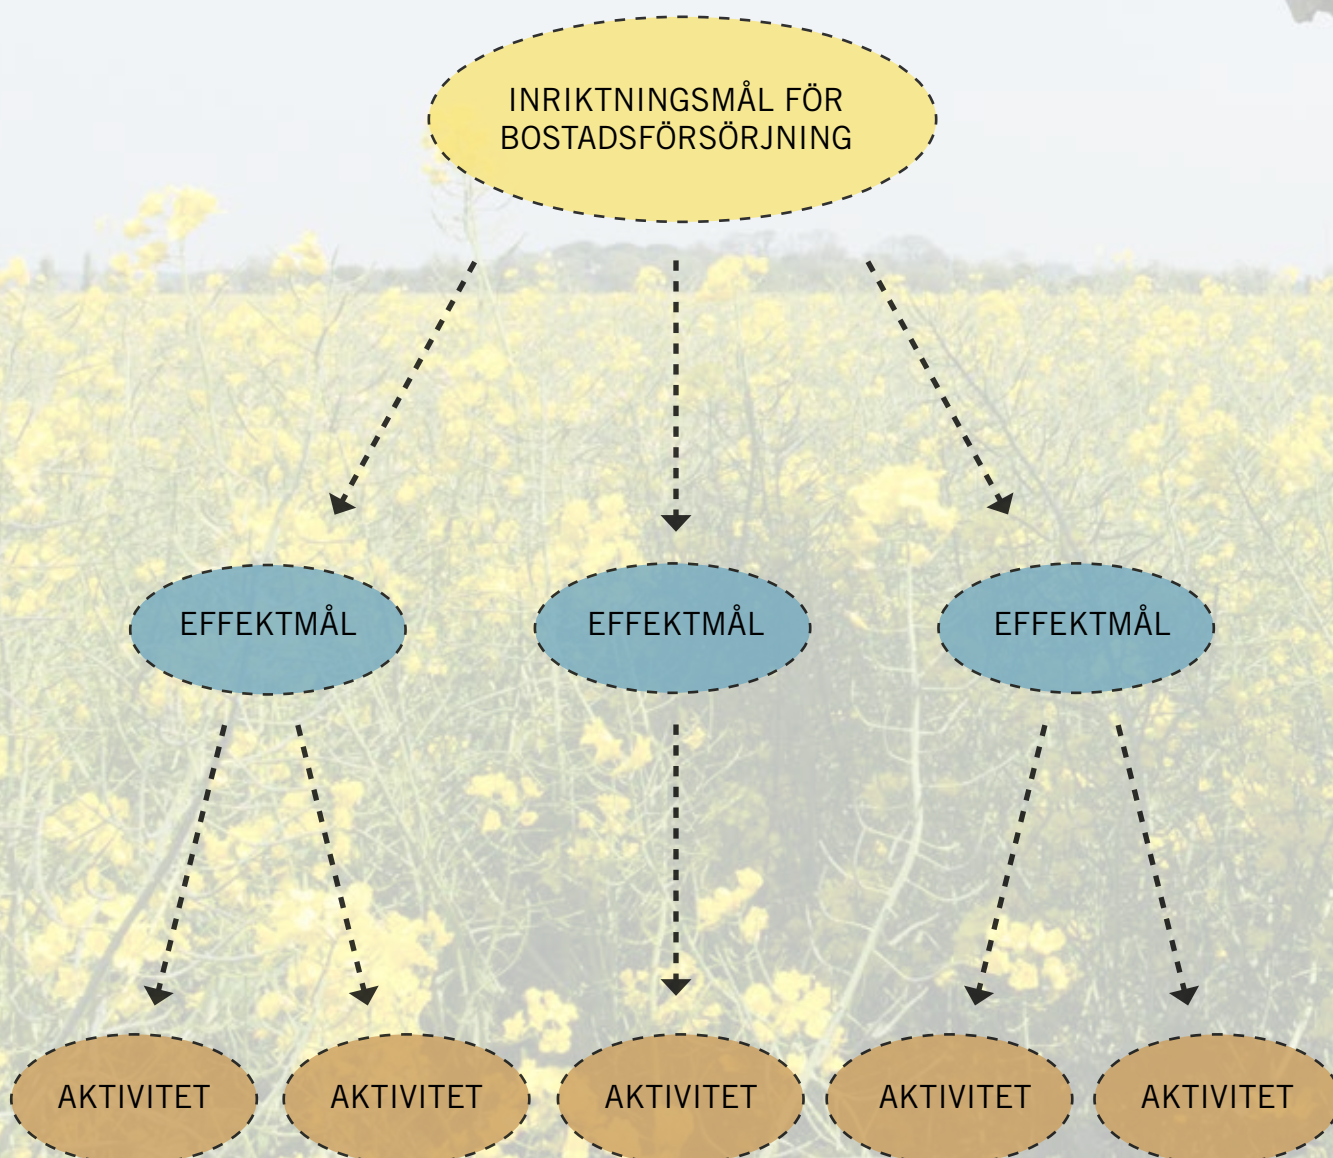 INRIKTNINGSMÅL FÖR
BOSTADSFÖRSÖRJNING
EFFEKTMÅL
EFFEKTMÅL
EFFEKTMÅL
AKTIVITET
AKTIVITET
AKTIVITET
AKTIVITET
AKTIVITET